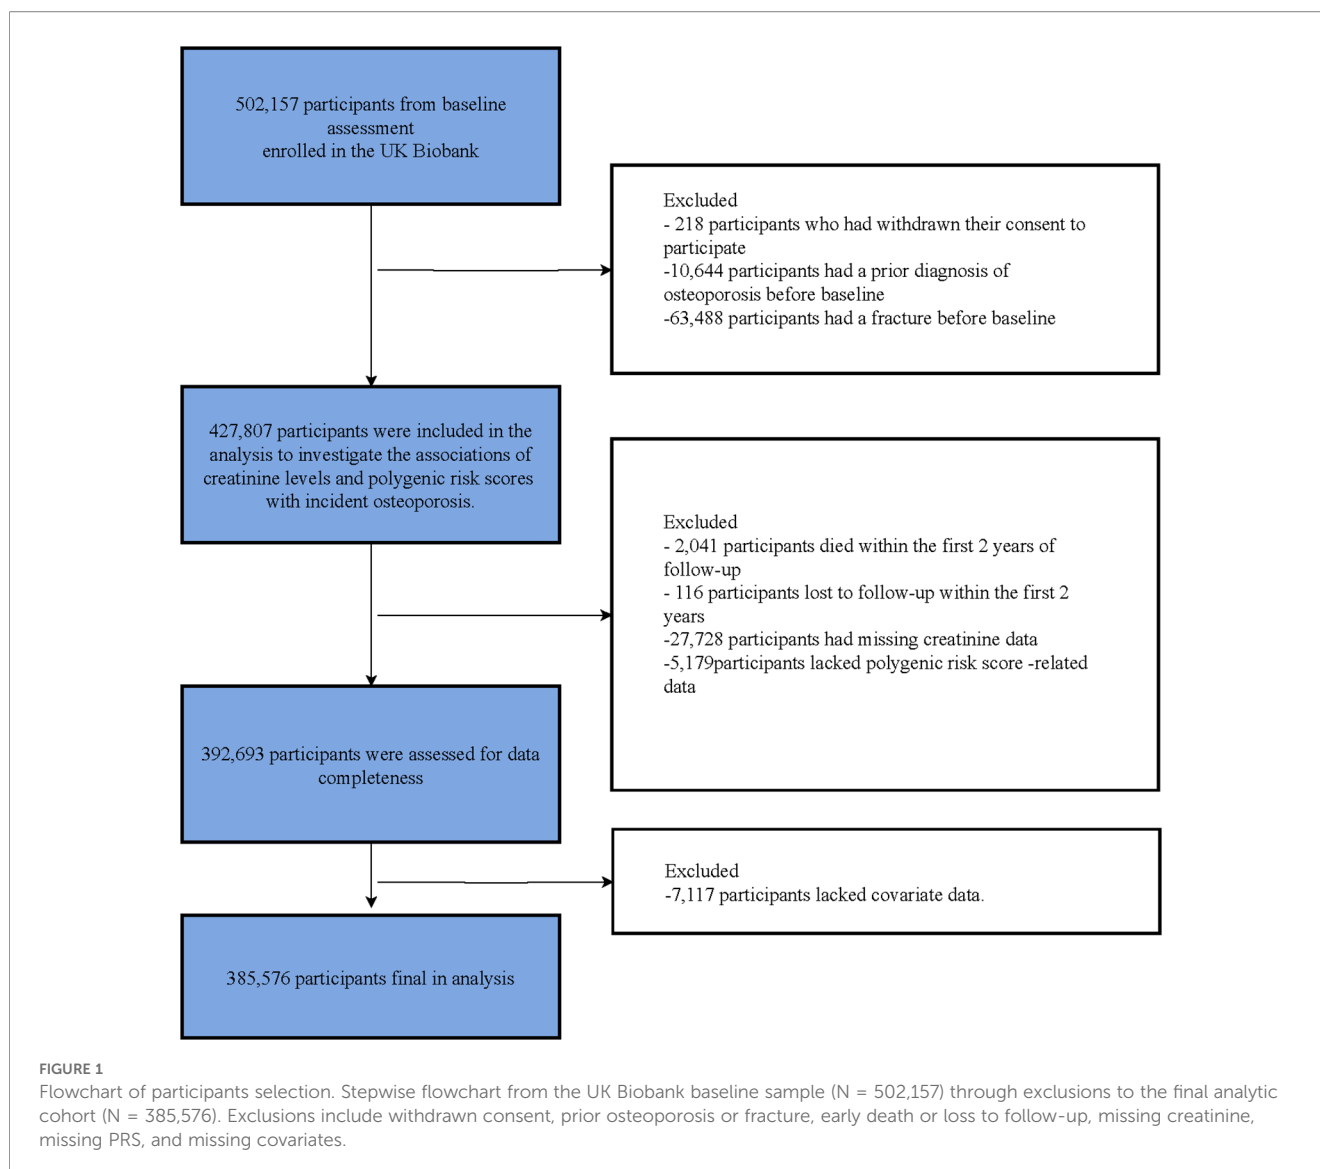 502,157 participants from baseline
assessment
enrolled in the UK Biobank
Excluded
- 218 participants who had withdrawn their consent to
participate
-10,644 participants had a prior diagnosis of
osteoporosis before baseline
-63,488 participants had a fracture before baseline
427,807 participants were included in the
analysis to investigate the associations of
creatinine levels and polygenic risk scores
with incident osteoporosis.
Excluded
- 2,041 participants died within the first 2 years of
follow-up
- 116 participants lost to follow-up within the first 2
years
-27,728 participants had missing creatinine data
-5,179participants lacked polygenic risk score -related
data
392,693 participants were assessed for data
completeness
Excluded
-7,117 participants lacked covariate data.
385,576 participants final in analysis
FIGURE 1
Flowchart of participants selection. Stepwise flowchart from the UK Biobank baseline sample (N = 502,157) through exclusions to the final analytic
cohort (N = 385,576). Exclusions include withdrawn consent, prior osteoporosis or fracture, early death or loss to follow-up, missing creatinine,
missing PRS, and missing covariates.